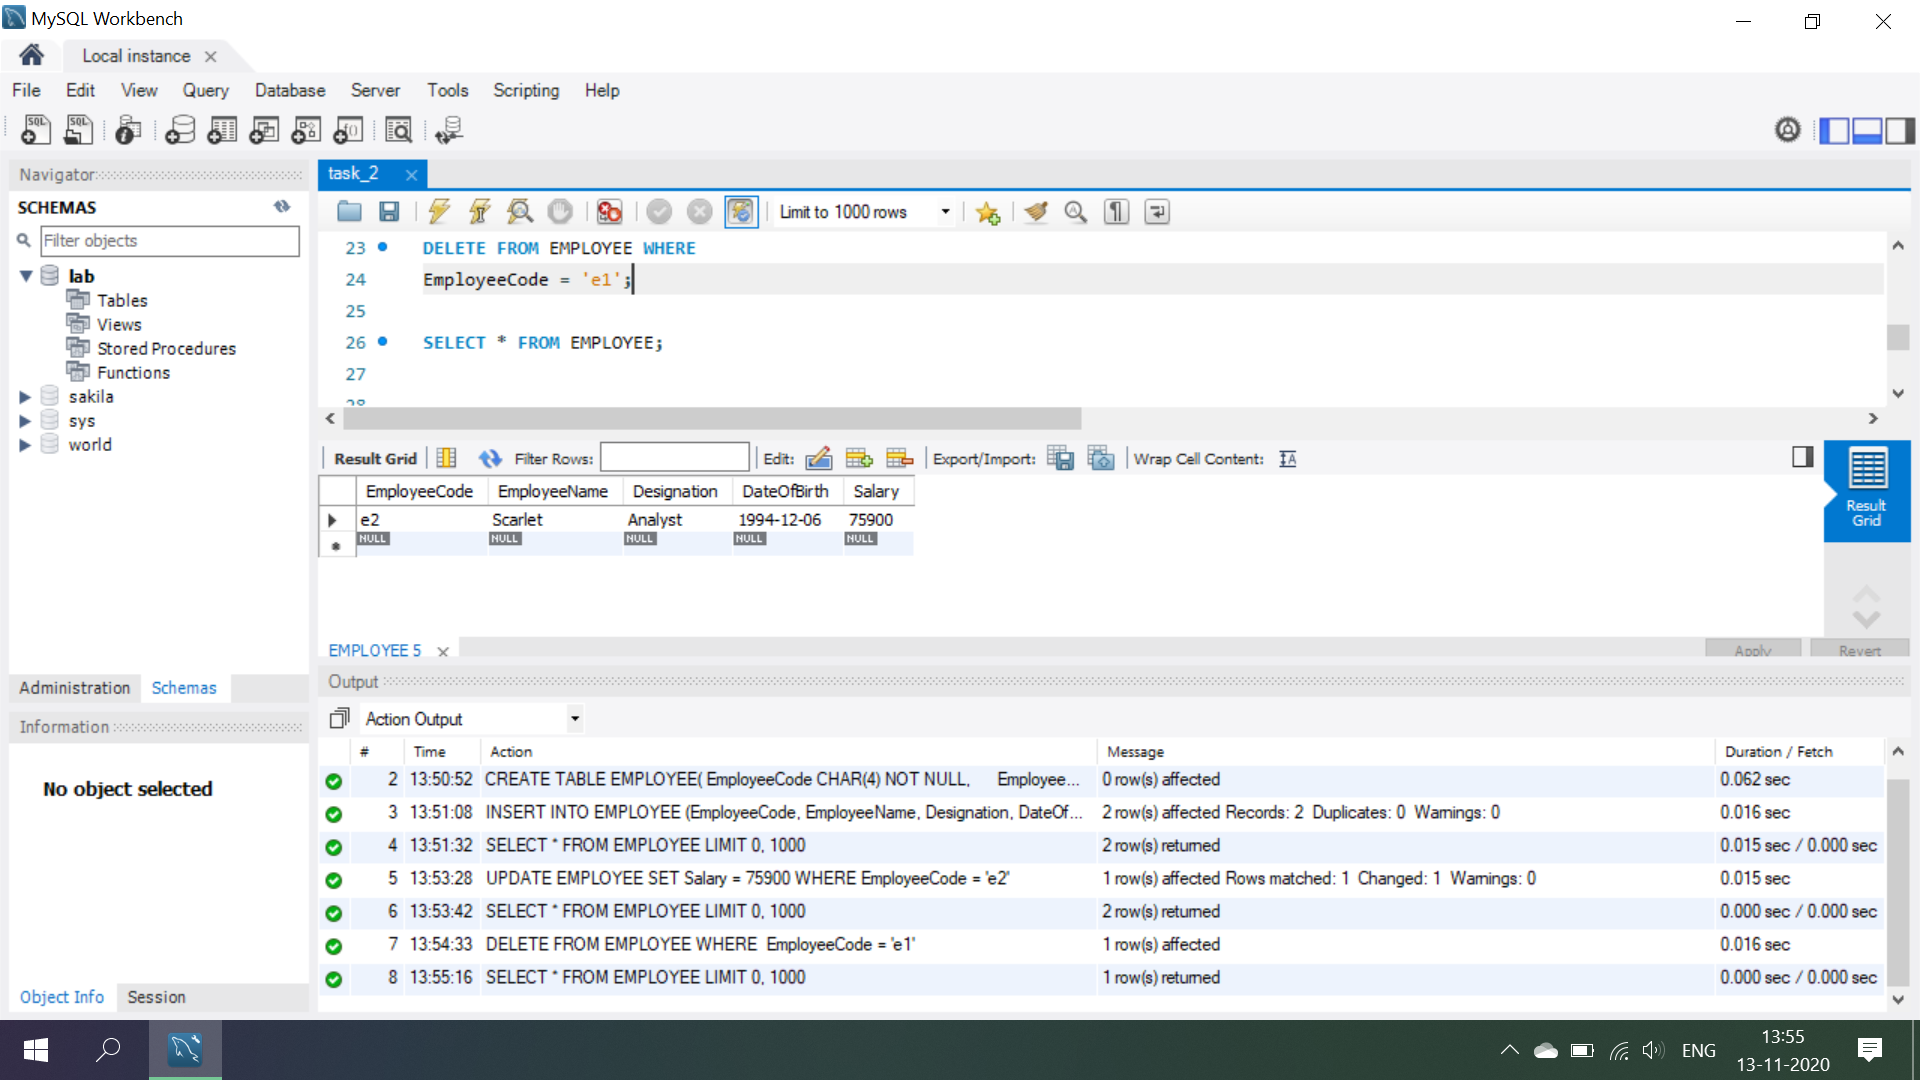 MySQL Workbench
Local instance
File Edit View Query Database Server Tools Scripting Help
SQL SQL
Navigator
SCHEMAS
Filter objects
lab
Tables
Views
Stored Procedures
Functions
sakila
sys
world
Administration Schemas
Information
No object selected
Object Info Session
task_2
Limit to 1000 rows
23 DELETE FROM EMPLOYEE WHERE
24 EmployeeCode = 'e1';
25
26 SELECT * FROM EMPLOYEE;
27
28
Result Grid Filter Rows: Edit: Export/Import: Wrap Cell Content:
EmployeeCode EmployeeName Designation DateOfBirth Salary
e2 Scarlet Analyst 1994-12-06 75900
NULL NULL NULL NULL NULL
Result
Grid
EMPLOYEE 5 Apply Revert
Output
Action Output
# Time Action Message Duration / Fetch
2 13:50:52 CREATE TABLE EMPLOYEE( EmployeeCode CHAR(4) NOT NULL, Employee... 0 row(s) affected 0.062 sec
3 13:51:08 INSERT INTO EMPLOYEE (EmployeeCode, EmployeeName, Designation, DateOf... 2 row(s) affected Records: 2 Duplicates: 0 Warnings: 0 0.016 sec
4 13:51:32 SELECT * FROM EMPLOYEE LIMIT 0, 1000 2 row(s) returned 0.015 sec / 0.000 sec
5 13:53:28 UPDATE EMPLOYEE SET Salary = 75900 WHERE EmployeeCode = 'e2' 1 row(s) affected Rows matched: 1 Changed: 1 Warnings: 0 0.015 sec
6 13:53:42 SELECT * FROM EMPLOYEE LIMIT 0, 1000 2 row(s) returned 0.000 sec / 0.000 sec
7 13:54:33 DELETE FROM EMPLOYEE WHERE EmployeeCode = 'e1' 1 row(s) affected 0.016 sec
8 13:55:16 SELECT * FROM EMPLOYEE LIMIT 0, 1000 1 row(s) returned 0.000 sec / 0.000 sec
ENG
13:55
13-11-2020